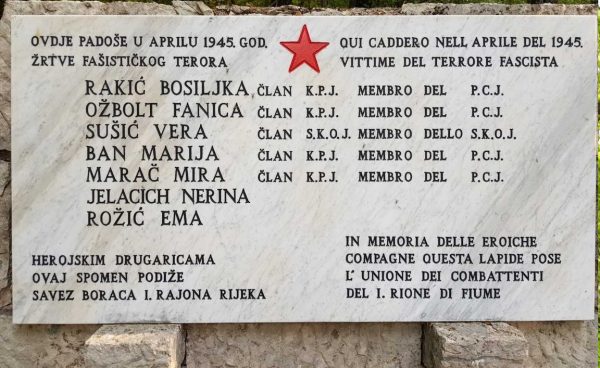 OVDJE PADOŠE U APRILU 1945. GOD.
ŽRTVE FAŠISTIČKOG TERORA
QUI CADDERO NELL APRILE DEL 1945.
VITTIME DEL TERRORE FASCISTA
RAKIĆ BOSILJKA, ČLAN K.P.J. MEMBRO DEL P.C.J.
OŽBOLT FANICA ČLAN K.P.J. MEMBRO DEL P.C.J.
SUŠIĆ VERA ČLAN S.K.O.J. MEMBRO DELLO S.K.O.J.
BAN MARIJA ČLAN K.P.J. MEMBRO DEL P.C.J.
MARAČ MIRA ČLAN K.P.J. MEMBRO DEL P.C.J.
JELACICH NERINA
ROŽIĆ EMA
HEROJSKIM DRUGARICAMA
OVAJ SPOMEN PODIŽE
SAVEZ BORACA I. RAJONA RIJEKA
IN MEMORIA DELLE EROICHE
COMPAGNE QUESTA LAPIDE POSE
L' UNIONE DEI COMBATTENTI
DEL I. RIONE DI FIUME